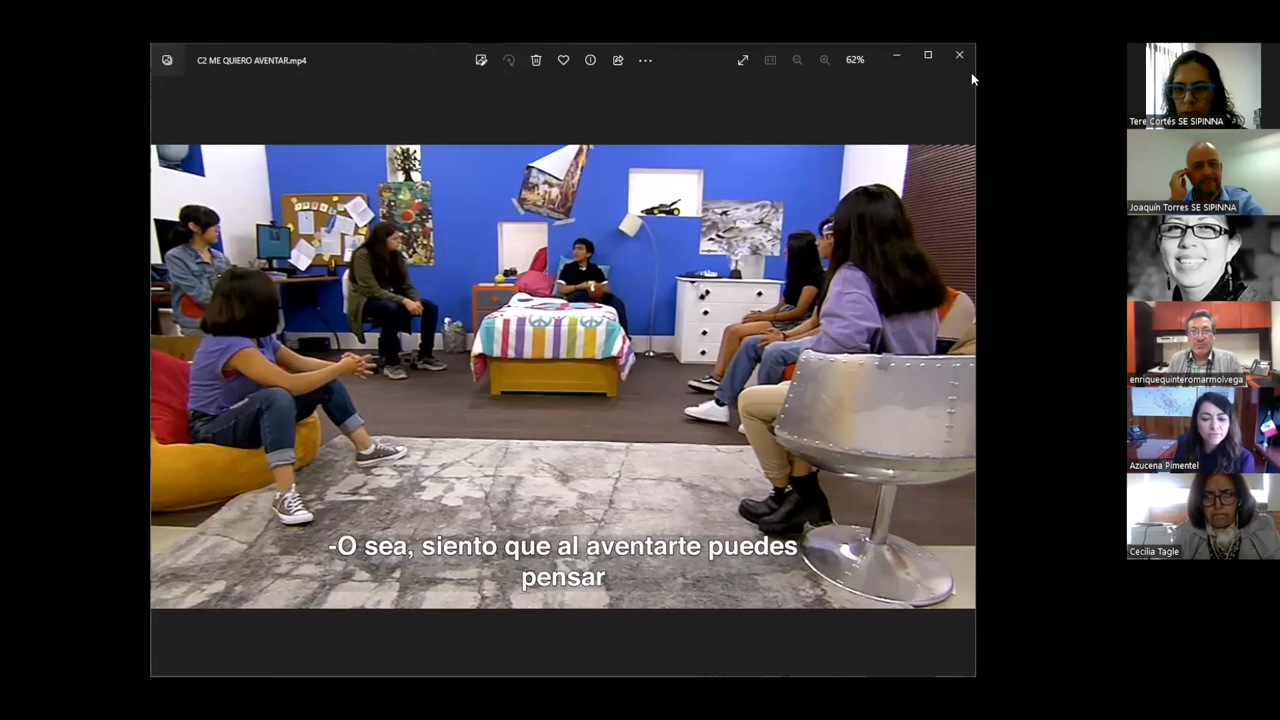 C2 ME QUIERO AVENTAR.mp4
62%
-O sea, siento que al aventarte puedes
pensar
Tere Cortés SE SIPINNA
Joaquín Torres SE SIPINNA
enriquequinteromarmolvega
Azucena Pimentel
Cecilia Tagle